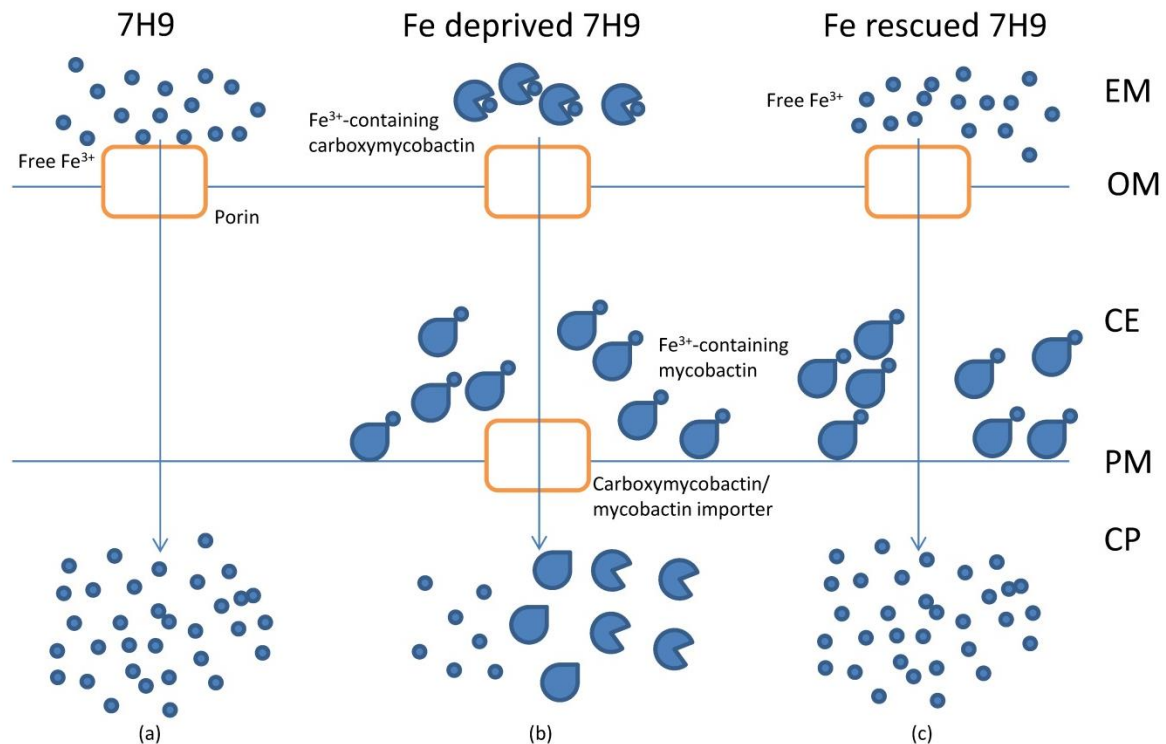 7H9
Fe deprived 7H9
Fe rescued 7H9
EM
Free Fe³⁺
Fe³⁺-containing
carboxymycobactin
Free Fe³⁺
OM
Porin
CE
Fe³⁺-containing
mycobactin
PM
Carboxymycobactin/
mycobactin importer
CP
(a)
(b)
(c)